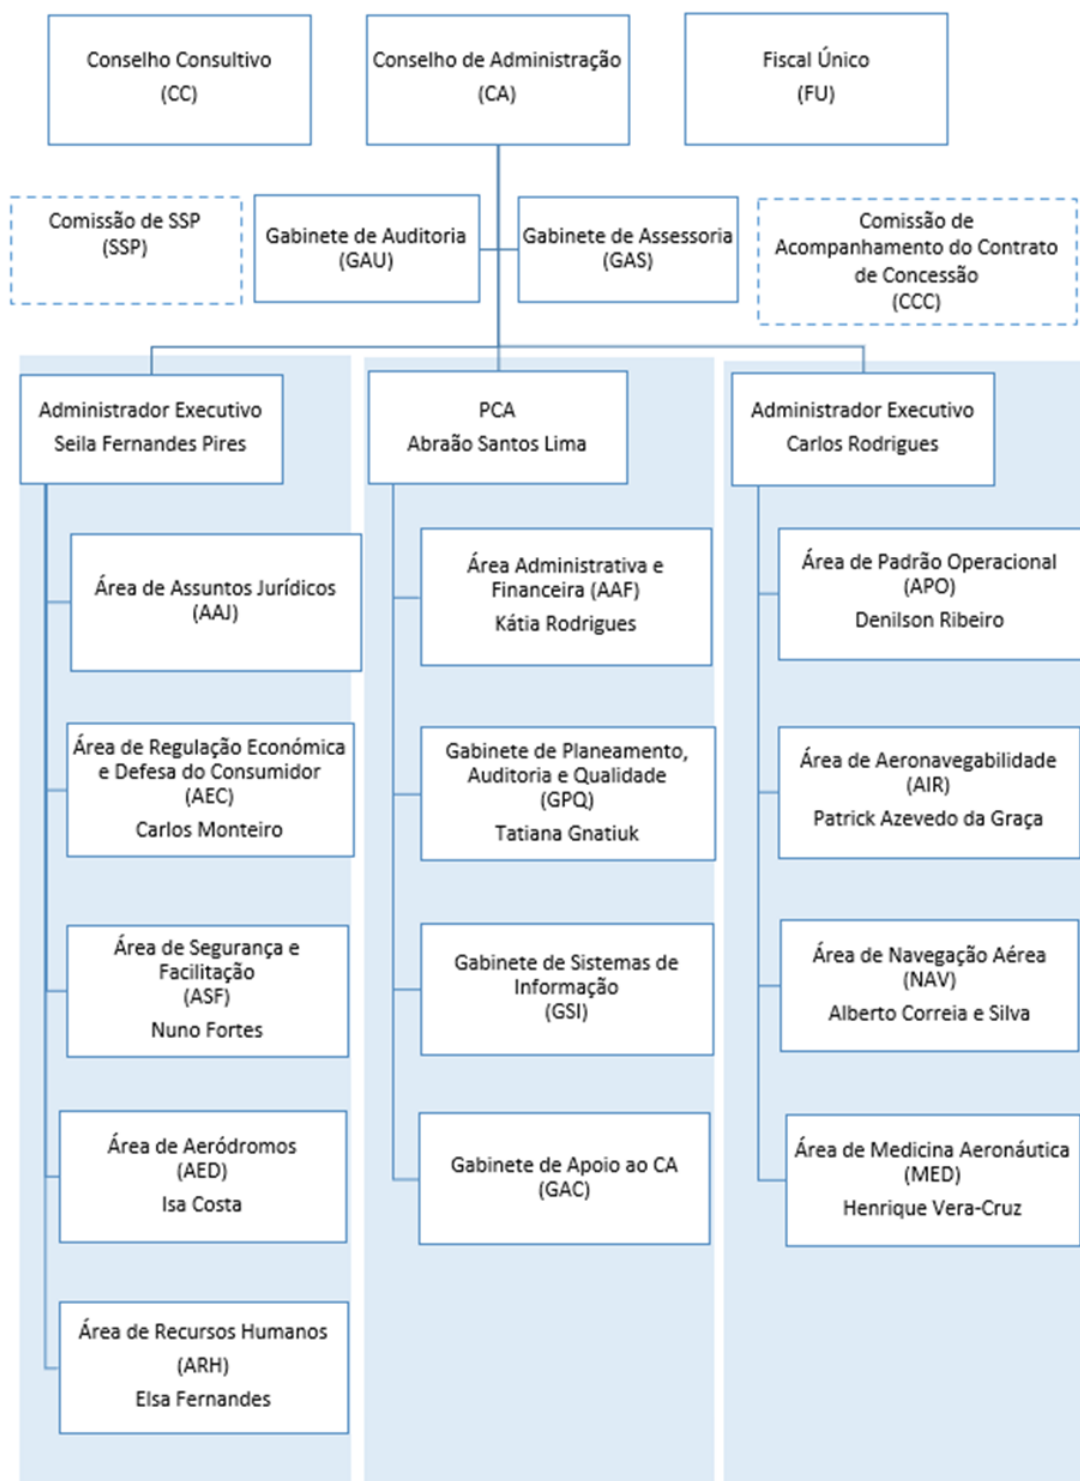 Conselho Consultivo
(CC)
Conselho de Administração
(CA)
Fiscal Único
(FU)
Comissão de SSP
(SSP)
Gabinete de Auditoria
(GAU)
Gabinete de Assessoria
(GAS)
Comissão de
Acompanhamento do Contrato
de Concessão
(CCC)
Administrador Executivo
Seila Fernandes Pires
PCA
Abraão Santos Lima
Administrador Executivo
Carlos Rodrigues
Área de Assuntos Jurídicos
(AAJ)
Área de Regulação Económica
e Defesa do Consumidor
(AEC)
Carlos Monteiro
Área de Segurança e
Facilitação
(ASF)
Nuno Fortes
Área de Aeródromos
(AED)
Isa Costa
Área de Recursos Humanos
(ARH)
Elsa Fernandes
Área Administrativa e
Financeira (AAF)
Kátia Rodrigues
Gabinete de Planeamento,
Auditoria e Qualidade
(GPQ)
Tatiana Gnatiuk
Gabinete de Sistemas de
Informação
(GSI)
Gabinete de Apoio ao CA
(GAC)
Área de Padrão Operacional
(APO)
Denilson Ribeiro
Área de Aeronavegabilidade
(AIR)
Patrick Azevedo da Graça
Área de Navegação Aérea
(NAV)
Alberto Correia e Silva
Área de Medicina Aeronáutica
(MED)
Henrique Vera-Cruz